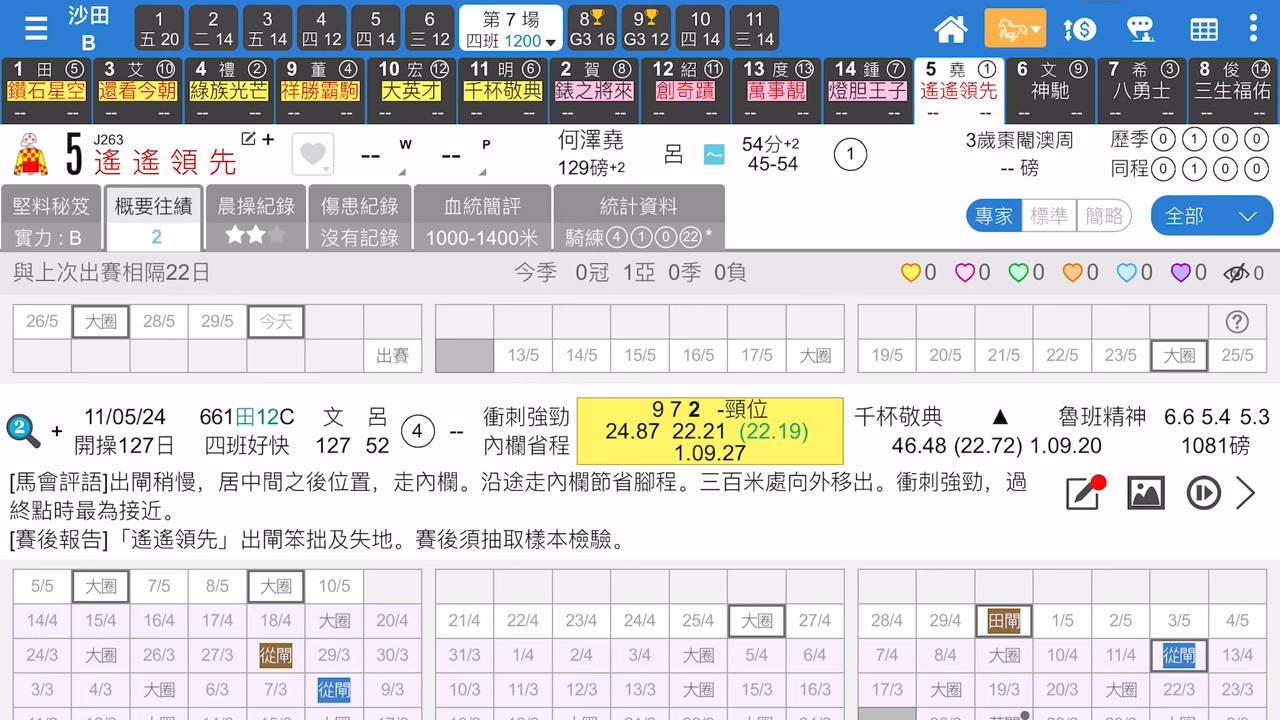 沙田
B
1 五 20
2 二 14
3 五 14
4 四 12
5 四 14
6 三 12
第 7 場
四班 1200
8 G3 16
9 G3 12
10 四 14
11 三 14
1 田 ⑤ 鑽石星空 --  --
3 艾 ⑩ 還看今朝 --  --
4 禮 ② 綠族光芒 --  --
9 董 ④ 祥勝霸駒 --  --
10 宏 ⑫ 大英才 --  --
11 明 ⑥ 千杯敬典 --  --
2 賀 ⑧ 錶之將來 --  --
12 紹 ⑪ 創奇蹟 --  --
13 度 ⑬ 萬事靚 --  --
14 鍾 ⑦ 燈胆王子 --  --
5 堯 ① 遙遙領先 --  --
6 文 ⑨ 神馳 --  --
7 希 ③ 八勇士 --  --
8 俊 ⑭ 三生福佑 --  --
5
J263
遙遙領先
-- W
-- P
何澤堯
129磅+2
呂
54分+2
45-54
①
3歲棗閹澳周
-- 磅
歷季⓪①⓪⓪
同程⓪①⓪⓪
堅料秘笈
實力 : B
概要往績
2
晨操紀錄
傷患紀錄
沒有記錄
血統簡評
1000-1400米
統計資料
騎練④①⓪㉒*
專家 標準 簡略
全部
與上次出賽相隔22日
今季 0冠 1亞 0季 0負
0 0 0 0 0 0 0
26/5 大圈 28/5 29/5 今天
?
出賽
13/5 14/5 15/5 16/5 17/5 大圈
19/5 20/5 21/5 22/5 23/5 大圈 25/5
2
+
11/05/24 661田12C 文 呂 ④ -- 衝刺強勁 9 7 2 -頸位 千杯敬典 ▲ 魯班精神 6.6 5.4 5.3
開操127日 四班好快 127 52 內欄省程 24.87 22.21 (22.19) 46.48 (22.72) 1.09.20 1081磅
1.09.27
[馬會評語]出閘稍慢，居中間之後位置，走內欄。沿途走內欄節省腳程。三百米處向外移出。衝刺強勁，過
終點時最為接近。
[賽後報告]「遙遙領先」出閘笨拙及失地。賽後須抽取樣本檢驗。
5/5 大圈 7/5 8/5 大圈 10/5
14/4 15/4 16/4 17/4 18/4 大圈 20/4 21/4 22/4 23/4 24/4 25/4 大圈 27/4 28/4 29/4 田閘 1/5 2/5 3/5 4/5
24/3 大圈 26/3 27/3 從閘 29/3 30/3 31/3 1/4 2/4 3/4 大圈 5/4 6/4 7/4 8/4 大圈 10/4 11/4 從閘 13/4
3/3 4/3 大圈 6/3 7/3 從閘 9/3 10/3 11/3 12/3 13/3 大圈 15/3 16/3 17/3 大圈 19/3 20/3 大圈 22/3 23/3